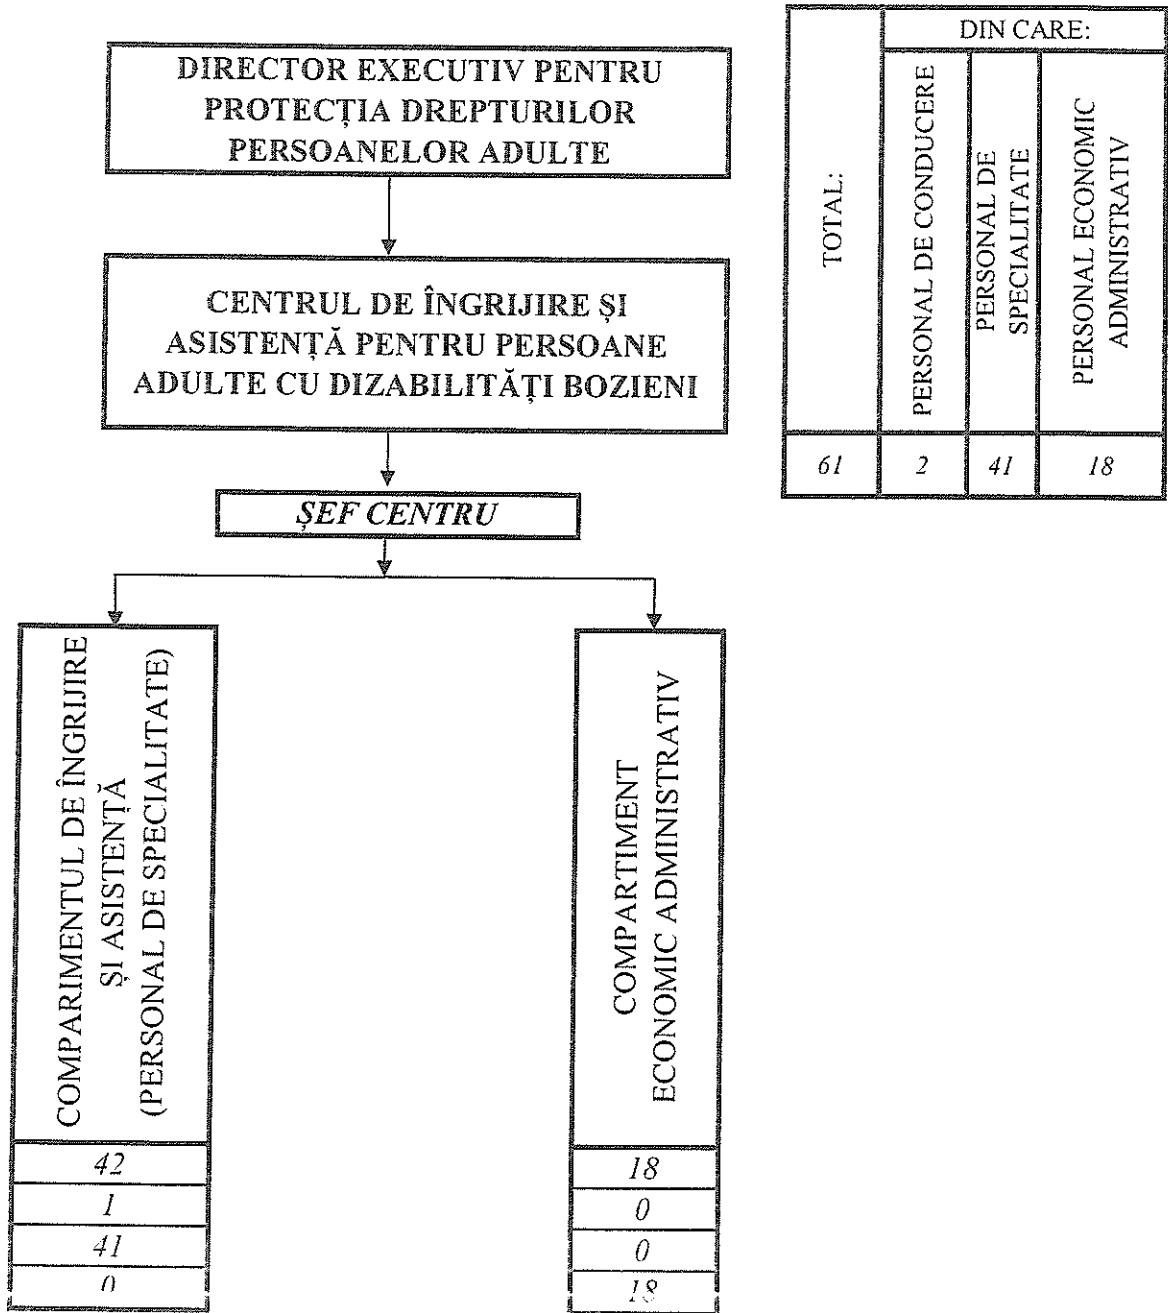 DIRECTOR EXECUTIV PENTRU
PROTECȚIA DREPTURILOR
PERSOANELOR ADULTE
CENTRUL DE ÎNGRIJIRE ȘI
ASISTENȚĂ PENTRU PERSOANE
ADULTE CU DIZABILITĂȚI BOZIENI
ȘEF CENTRU
COMPARIMENTUL DE ÎNGRIJIRE
ȘI ASISTENȚĂ
(PERSONAL DE SPECIALITATE)
42
1
41
0
COMPARTIMENT
ECONOMIC ADMINISTRATIV
18
0
0
18
TOTAL:
DIN CARE:
PERSONAL DE CONDUCERE
PERSONAL DE
SPECIALITATE
PERSONAL ECONOMIC
ADMINISTRATIV
61
2
41
18